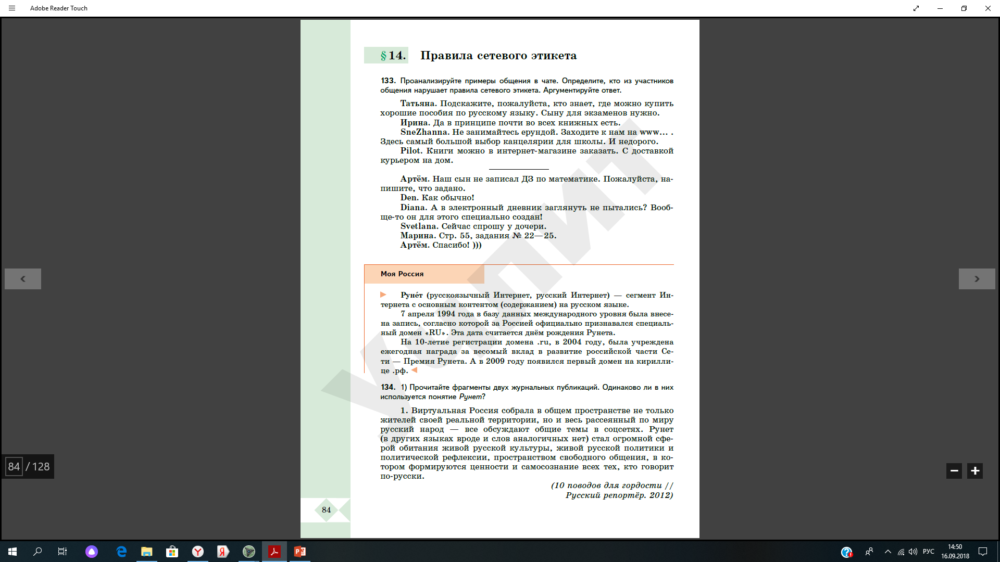 Adobe Reader Touch
§ 14. Правила сетевого этикета
133. Проанализируйте примеры общения в чате. Определите, кто из участников
общения нарушает правила сетевого этикета. Аргументируйте ответ.
Татьяна. Подскажите, пожалуйста, кто знает, где можно купить
хорошие пособия по русскому языку. Сыну для экзаменов нужно.
Ирина. Да в принципе почти во всех книжных есть.
SneZhanna. Не занимайтесь ерундой. Заходите к нам на www... .
Здесь самый большой выбор канцелярии для школы. И недорого.
Pilot. Книги можно в интернет-магазине заказать. С доставкой
курьером на дом.
Артём. Наш сын не записал ДЗ по математике. Пожалуйста, на-
пишите, что задано.
Den. Как обычно!
Diana. А в электронный дневник заглянуть не пытались? Вооб-
ще-то он для этого специально создан!
Svetlana. Сейчас спрошу у дочери.
Марина. Стр. 55, задания № 22—25.
Артём. Спасибо! )))
Моя Россия
Руне́т (русскоязычный Интернет, русский Интернет) — сегмент Ин-
тернета с основным контентом (содержанием) на русском языке.
7 апреля 1994 года в базу данных международного уровня была внесе-
на запись, согласно которой за Россией официально признавался специаль-
ный домен «RU». Эта дата считается днём рождения Рунета.
На 10-летие регистрации домена .ru, в 2004 году, была учреждена
ежегодная награда за весомый вклад в развитие российской части Се-
ти — Премия Рунета. А в 2009 году появился первый домен на кирилли-
це .рф.
134. 1) Прочитайте фрагменты двух журнальных публикаций. Одинаково ли в них
используется понятие Рунет?
1. Виртуальная Россия собрала в общем пространстве не только
жителей своей реальной территории, но и весь рассеянный по миру
русский народ — все обсуждают общие темы в соцсетях. Рунет
(в других языках вроде и слов аналогичных нет) стал огромной сфе-
рой обитания живой русской культуры, живой русской политики и
политической рефлексии, пространством свободного общения, в ко-
тором формируются ценности и самосознание всех тех, кто говорит
по-русски.
(10 поводов для гордости //
Русский репортёр. 2012)
84
Учлит
84 / 128
РУС
14:50
16.09.2018